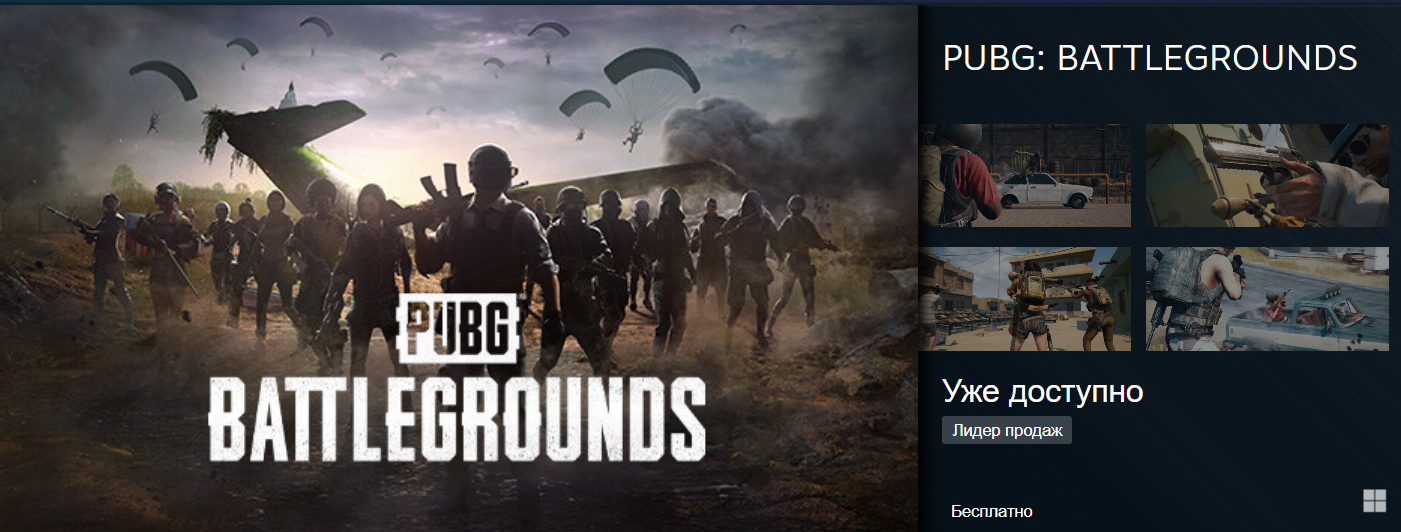 PUBG
BATTLEGROUNDS
PUBG: BATTLEGROUNDS
Уже доступно
Лидер продаж
Бесплатно